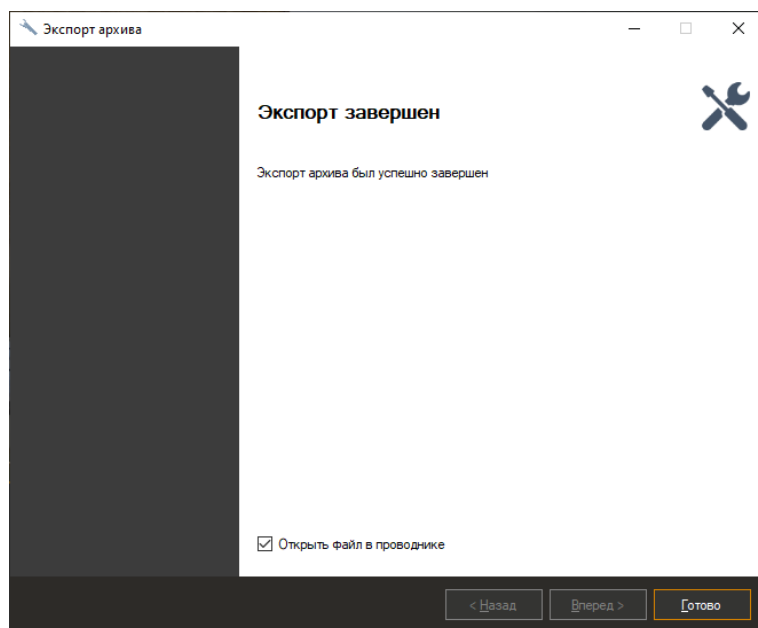 Экспорт архива
Экспорт завершен
Экспорт архива был успешно завершен
Открыть файл в проводнике
< Назад
Вперед >
Готово